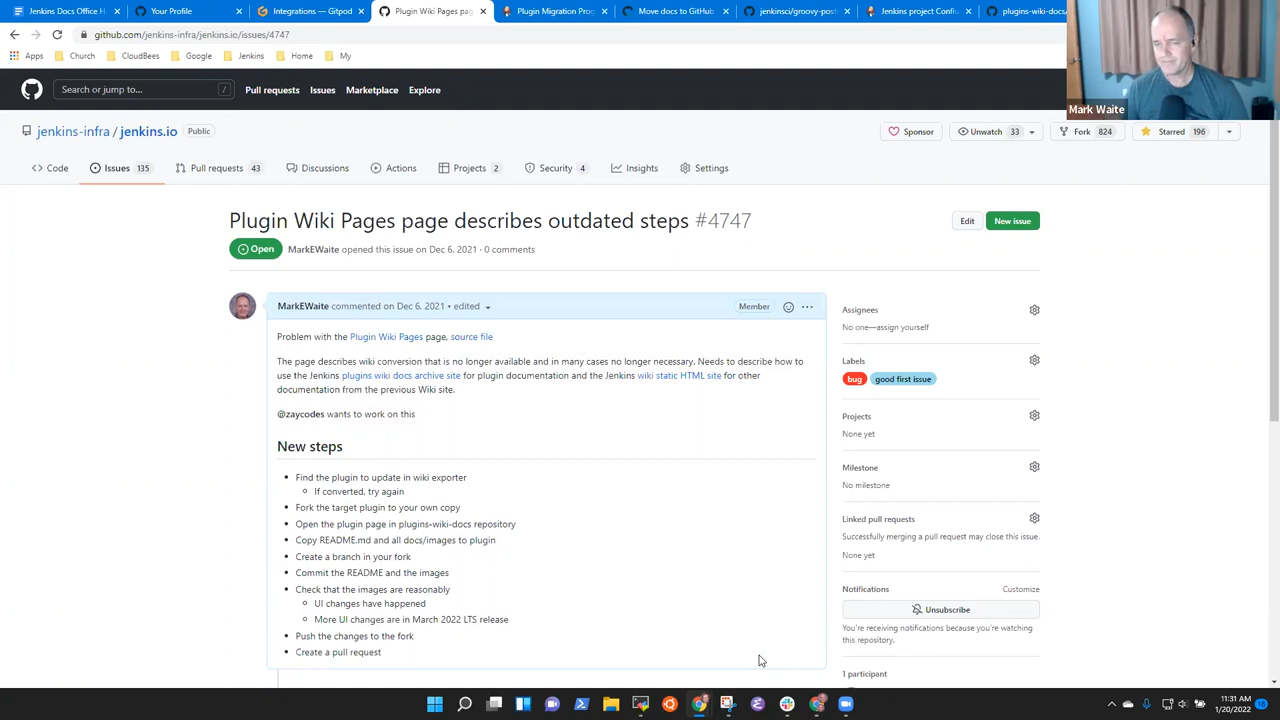 Jenkins Docs Office H
Your Profile
Integrations — Gitpod
Plugin Wiki Pages pag
Plugin Migration Prog
Move docs to GitHub
jenkinsci/groovy-post
Jenkins project Confl
plugins-wiki-docs/
github.com/jenkins-infra/jenkins.io/issues/4747
Apps Church CloudBees Google Jenkins Home My
Mark Waite
Search or jump to... /
Pull requests Issues Marketplace Explore
jenkins-infra / jenkins.io Public
Sponsor Unwatch 33 Fork 824 Starred 196
Code Issues 135 Pull requests 43 Discussions Actions Projects 2 Security 4 Insights Settings
Plugin Wiki Pages page describes outdated steps #4747
Edit New issue
Open MarkEWaite opened this issue on Dec 6, 2021 · 0 comments
MarkEWaite commented on Dec 6, 2021 • edited
Member
Problem with the Plugin Wiki Pages page, source file
The page describes wiki conversion that is no longer available and in many cases no longer necessary. Needs to describe how to
use the Jenkins plugins wiki docs archive site for plugin documentation and the Jenkins wiki static HTML site for other
documentation from the previous Wiki site.
@zaycodes wants to work on this
New steps
• Find the plugin to update in wiki exporter
If converted, try again
• Fork the target plugin to your own copy
• Open the plugin page in plugins-wiki-docs repository
• Copy README.md and all docs/images to plugin
• Create a branch in your fork
• Commit the README and the images
• Check that the images are reasonably
UI changes have happened
More UI changes are in March 2022 LTS release
• Push the changes to the fork
• Create a pull request
Assignees
No one—assign yourself
Labels
bug good first issue
Projects
None yet
Milestone
No milestone
Linked pull requests
Successfully merging a pull request may close this issue.
None yet
Notifications Customize
Unsubscribe
You're receiving notifications because you're watching
this repository.
1 participant
11:31 AM
1/20/2022